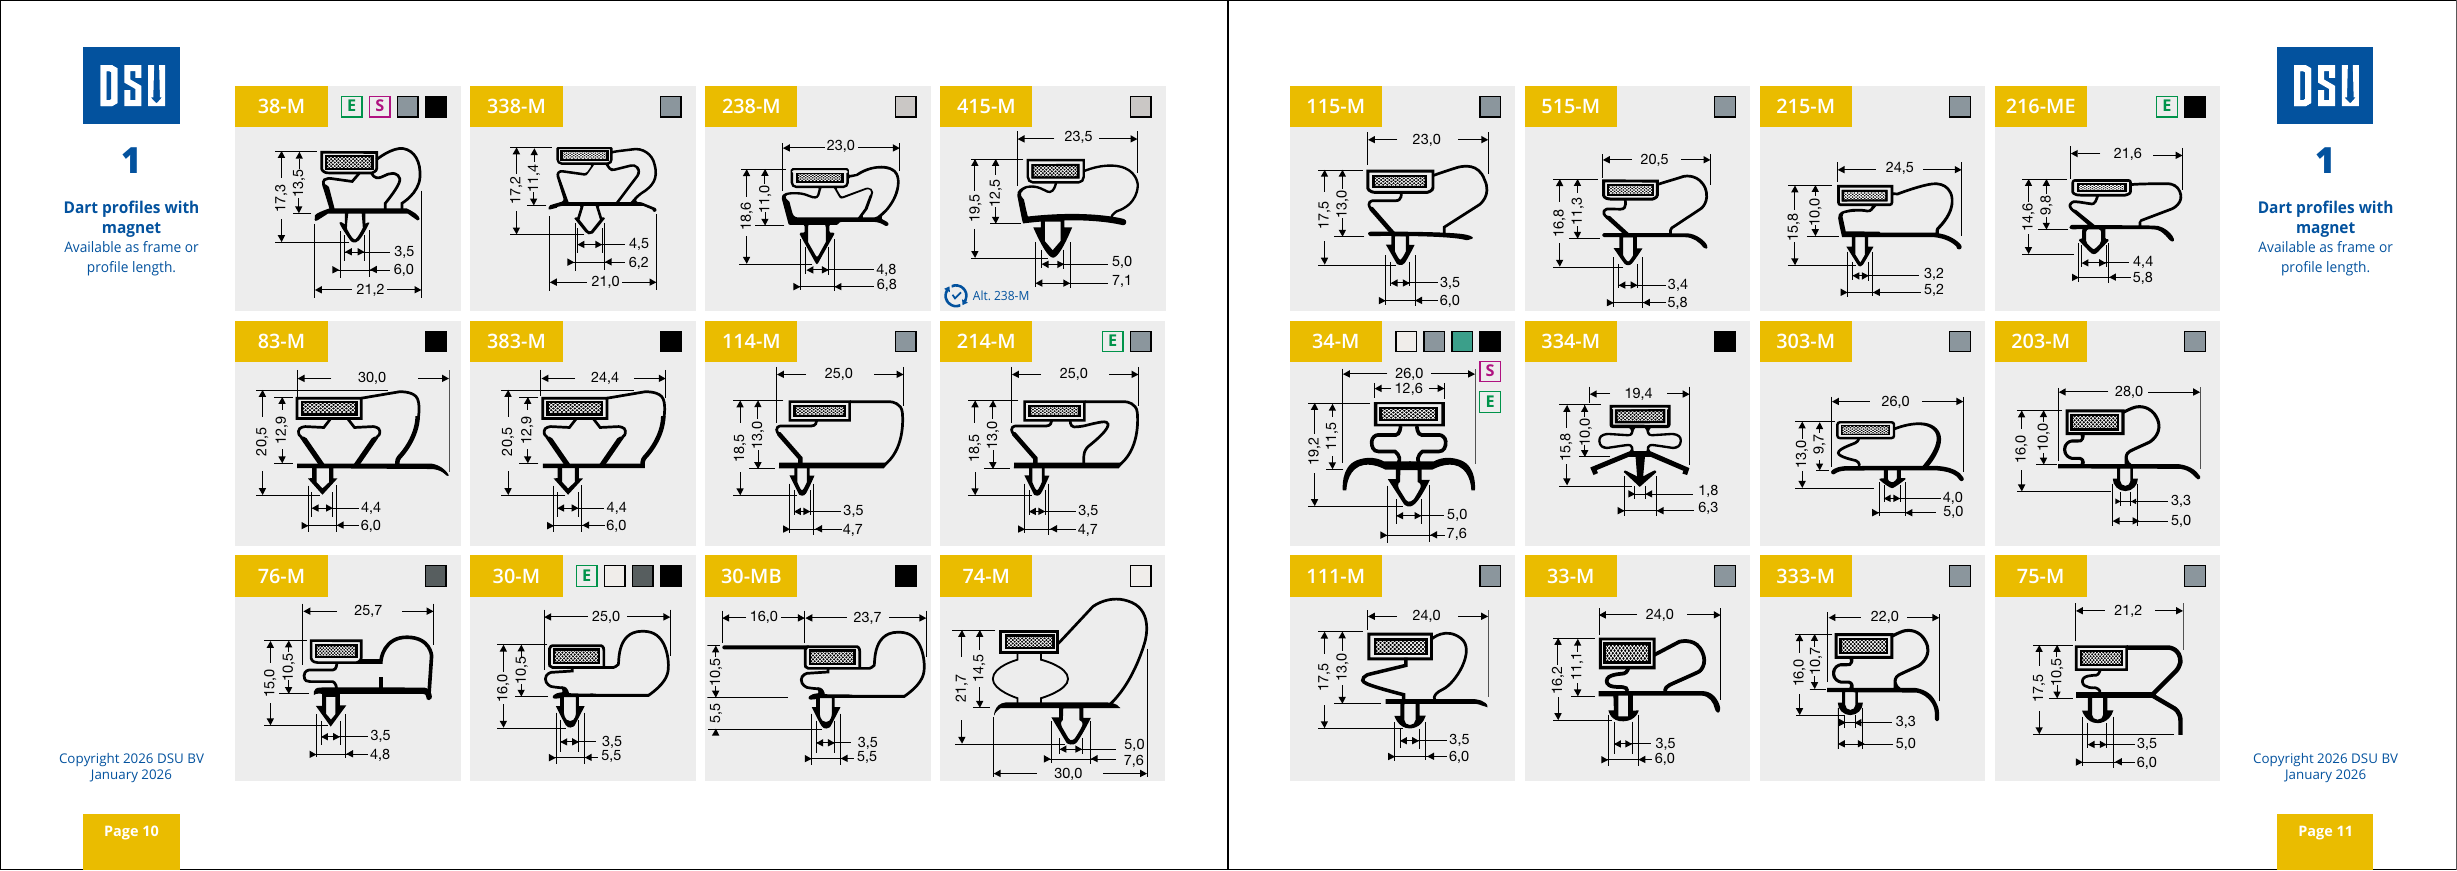 DSU
1
Dart profiles with
magnet
Available as frame or
profile length.
Copyright 2026 DSU BV
January 2026
Page 10
38-M E S
17,3 13,5
3,5
6,0
21,2
338-M
17,2 11,4
4,5
6,2
21,0
238-M
23,0
18,6 11,0
4,8
6,8
415-M
23,5
19,5 12,5
5,0
7,1
Alt. 238-M
83-M
30,0
20,5 12,9
4,4
6,0
383-M
24,4
20,5 12,9
4,4
6,0
114-M
25,0
18,5 13,0
3,5
4,7
214-M E
25,0
18,5 13,0
3,5
4,7
76-M
25,7
15,0 10,5
3,5
4,8
30-M E
25,0
16,0 10,5
3,5
5,5
30-MB
16,0 23,7
10,5
5,5
3,5
5,5
74-M
21,7 14,5
5,0
7,6
30,0
115-M
23,0
17,5 13,0
3,5
6,0
515-M
20,5
16,8 11,3
3,4
5,8
215-M
24,5
15,8 10,0
3,2
5,2
216-ME E
21,6
14,6 9,8
4,4
5,8
34-M
S
E
26,0
12,6
19,2 11,5
5,0
7,6
334-M
19,4
15,8 10,0
1,8
6,3
303-M
26,0
13,0 9,7
4,0
5,0
203-M
28,0
16,0 10,0
3,3
5,0
111-M
24,0
17,5 13,0
3,5
6,0
33-M
24,0
16,2 11,1
3,5
6,0
333-M
22,0
16,0 10,7
3,3
5,0
75-M
21,2
17,5 10,5
3,5
6,0
DSU
1
Dart profiles with
magnet
Available as frame or
profile length.
Copyright 2026 DSU BV
January 2026
Page 11